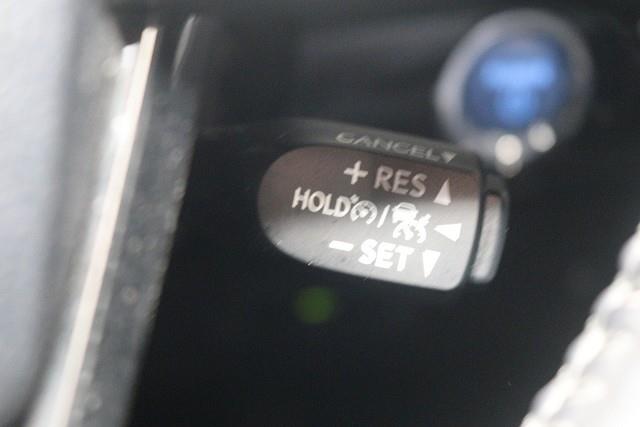 CANCEL▼
+ RES ▲
HOLD /
− SET ▼